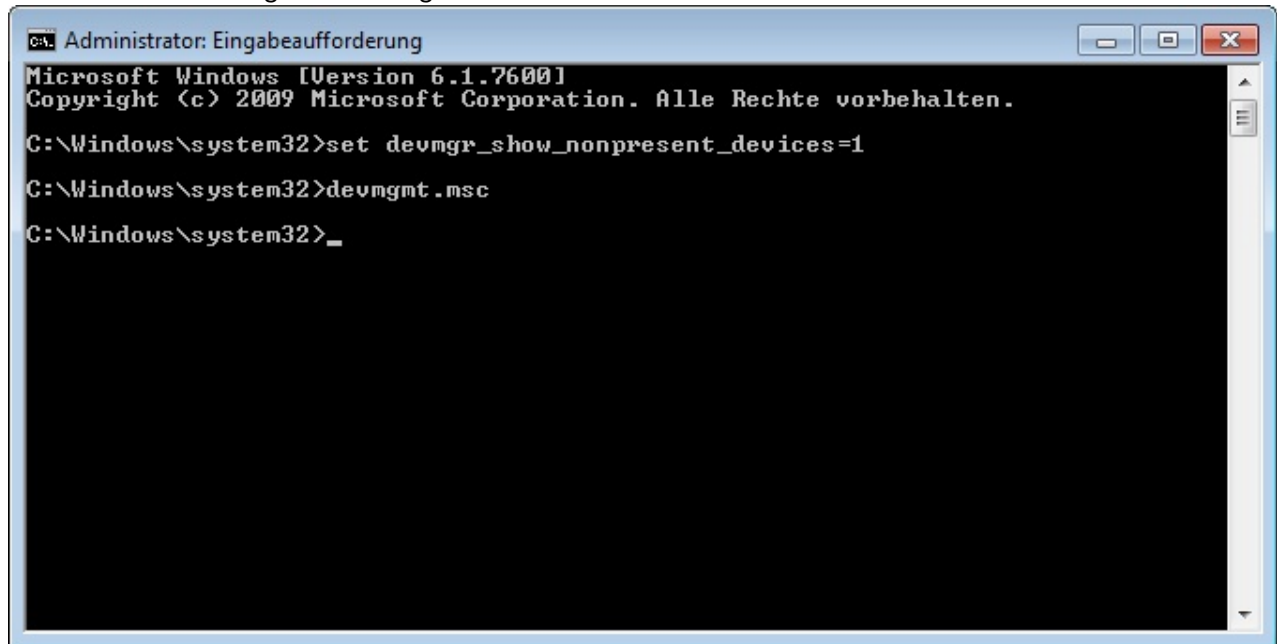 Administrator: Eingabeaufforderung
Microsoft Windows [Version 6.1.7600]
Copyright (c) 2009 Microsoft Corporation. Alle Rechte vorbehalten.
C:\Windows\system32>set devmgr_show_nonpresent_devices=1
C:\Windows\system32>devmgmt.msc
C:\Windows\system32>_